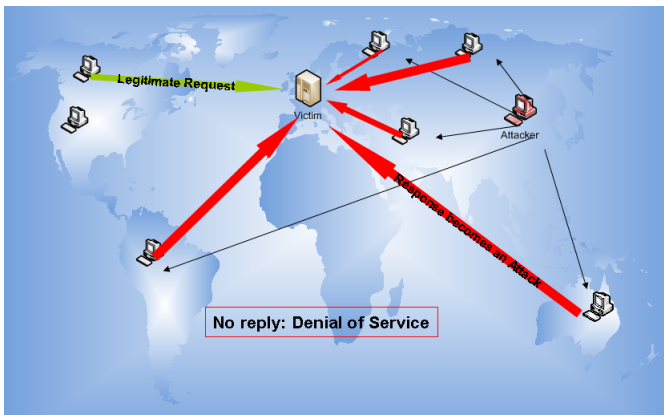 Legitimate Request
Victim
Attacker
Response becomes an Attack
No reply: Denial of Service